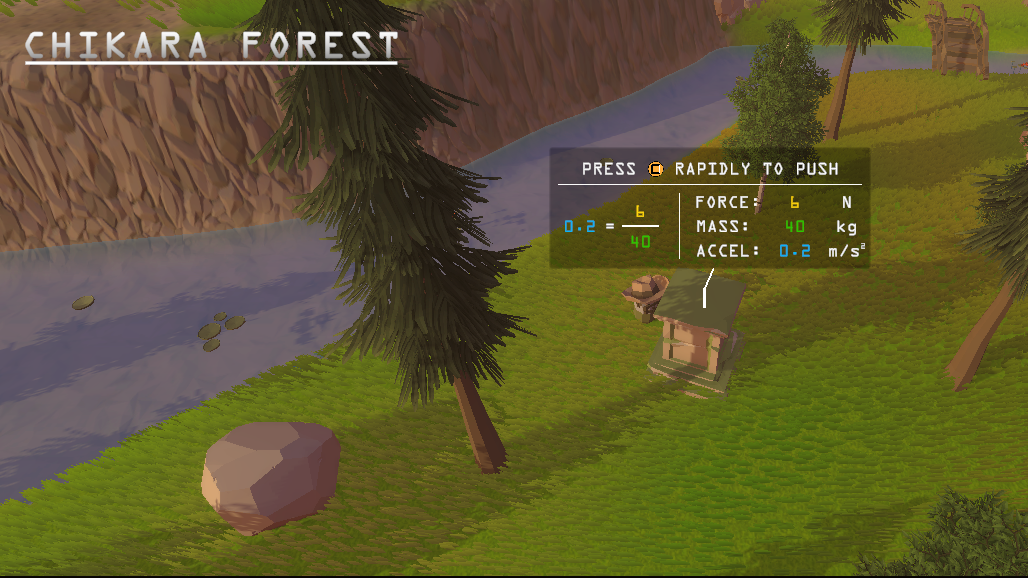 CHIKARA FOREST
PRESS C RAPIDLY TO PUSH
0.2 = 6/40
FORCE: 6 N
MASS: 40 kg
ACCEL: 0.2 m/s²